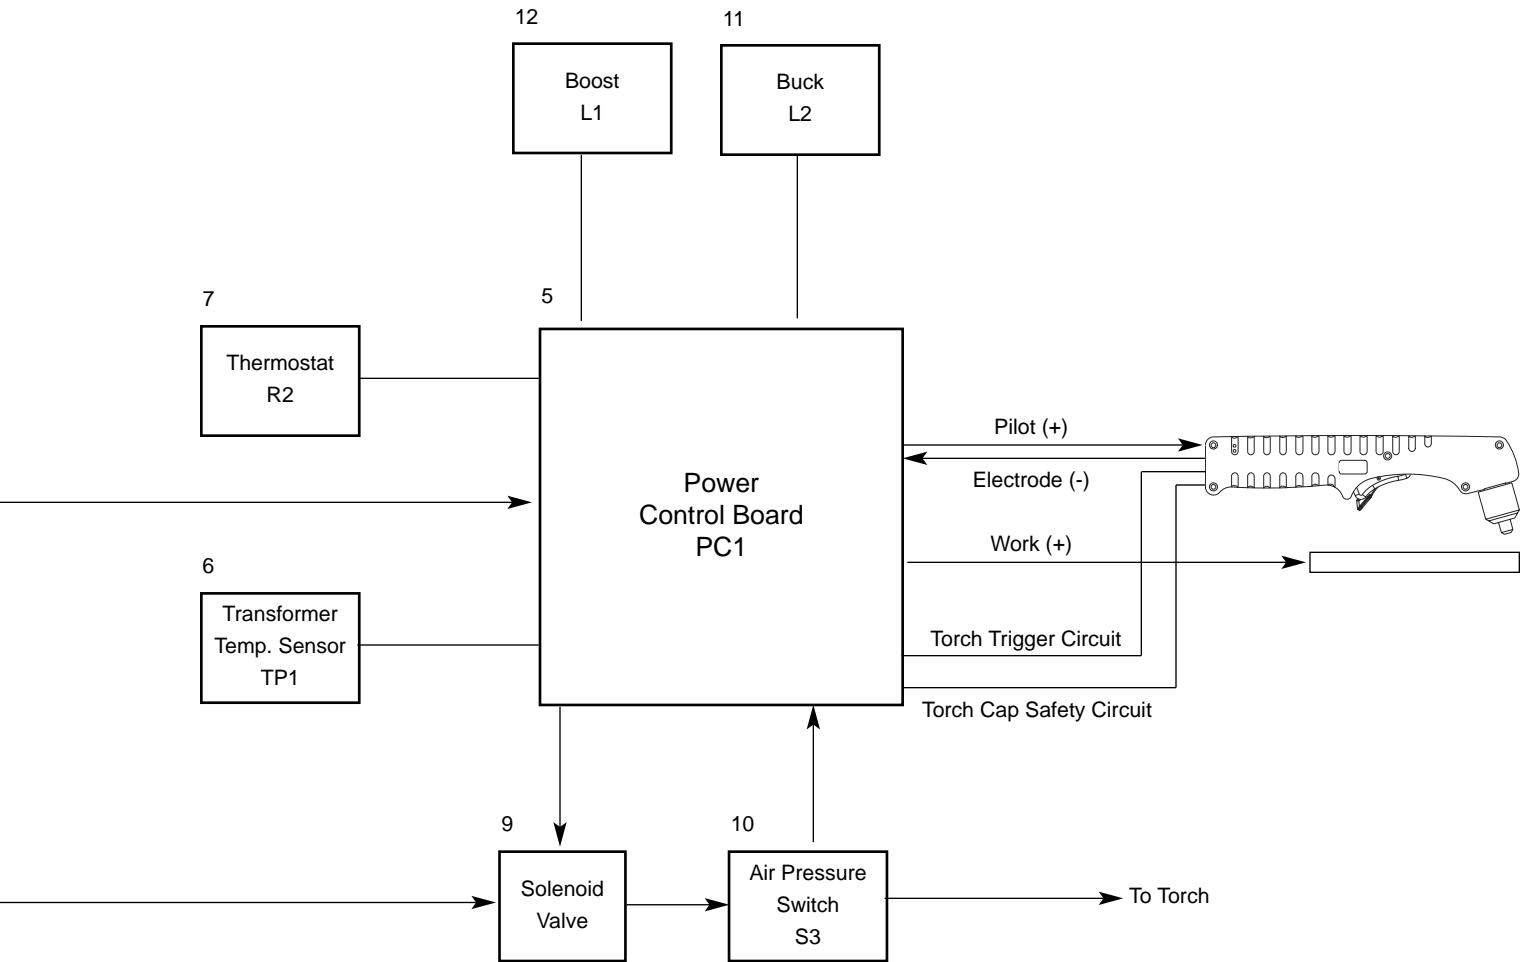 12
Boost
L1
11
Buck
L2
7
Thermostat
R2
5
Power
Control Board
PC1
Pilot (+)
Electrode (-)
Work (+)
6
Transformer
Temp. Sensor
TP1
Torch Trigger Circuit
Torch Cap Safety Circuit
9
Solenoid
Valve
10
Air Pressure
Switch
S3
To Torch